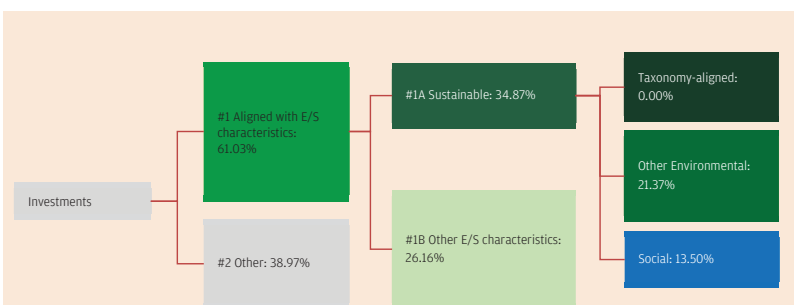 Investments
#1 Aligned with E/S
characteristics:
61.03%
#2 Other: 38.97%
#1A Sustainable: 34.87%
#1B Other E/S characteristics:
26.16%
Taxonomy-aligned:
0.00%
Other Environmental:
21.37%
Social: 13.50%